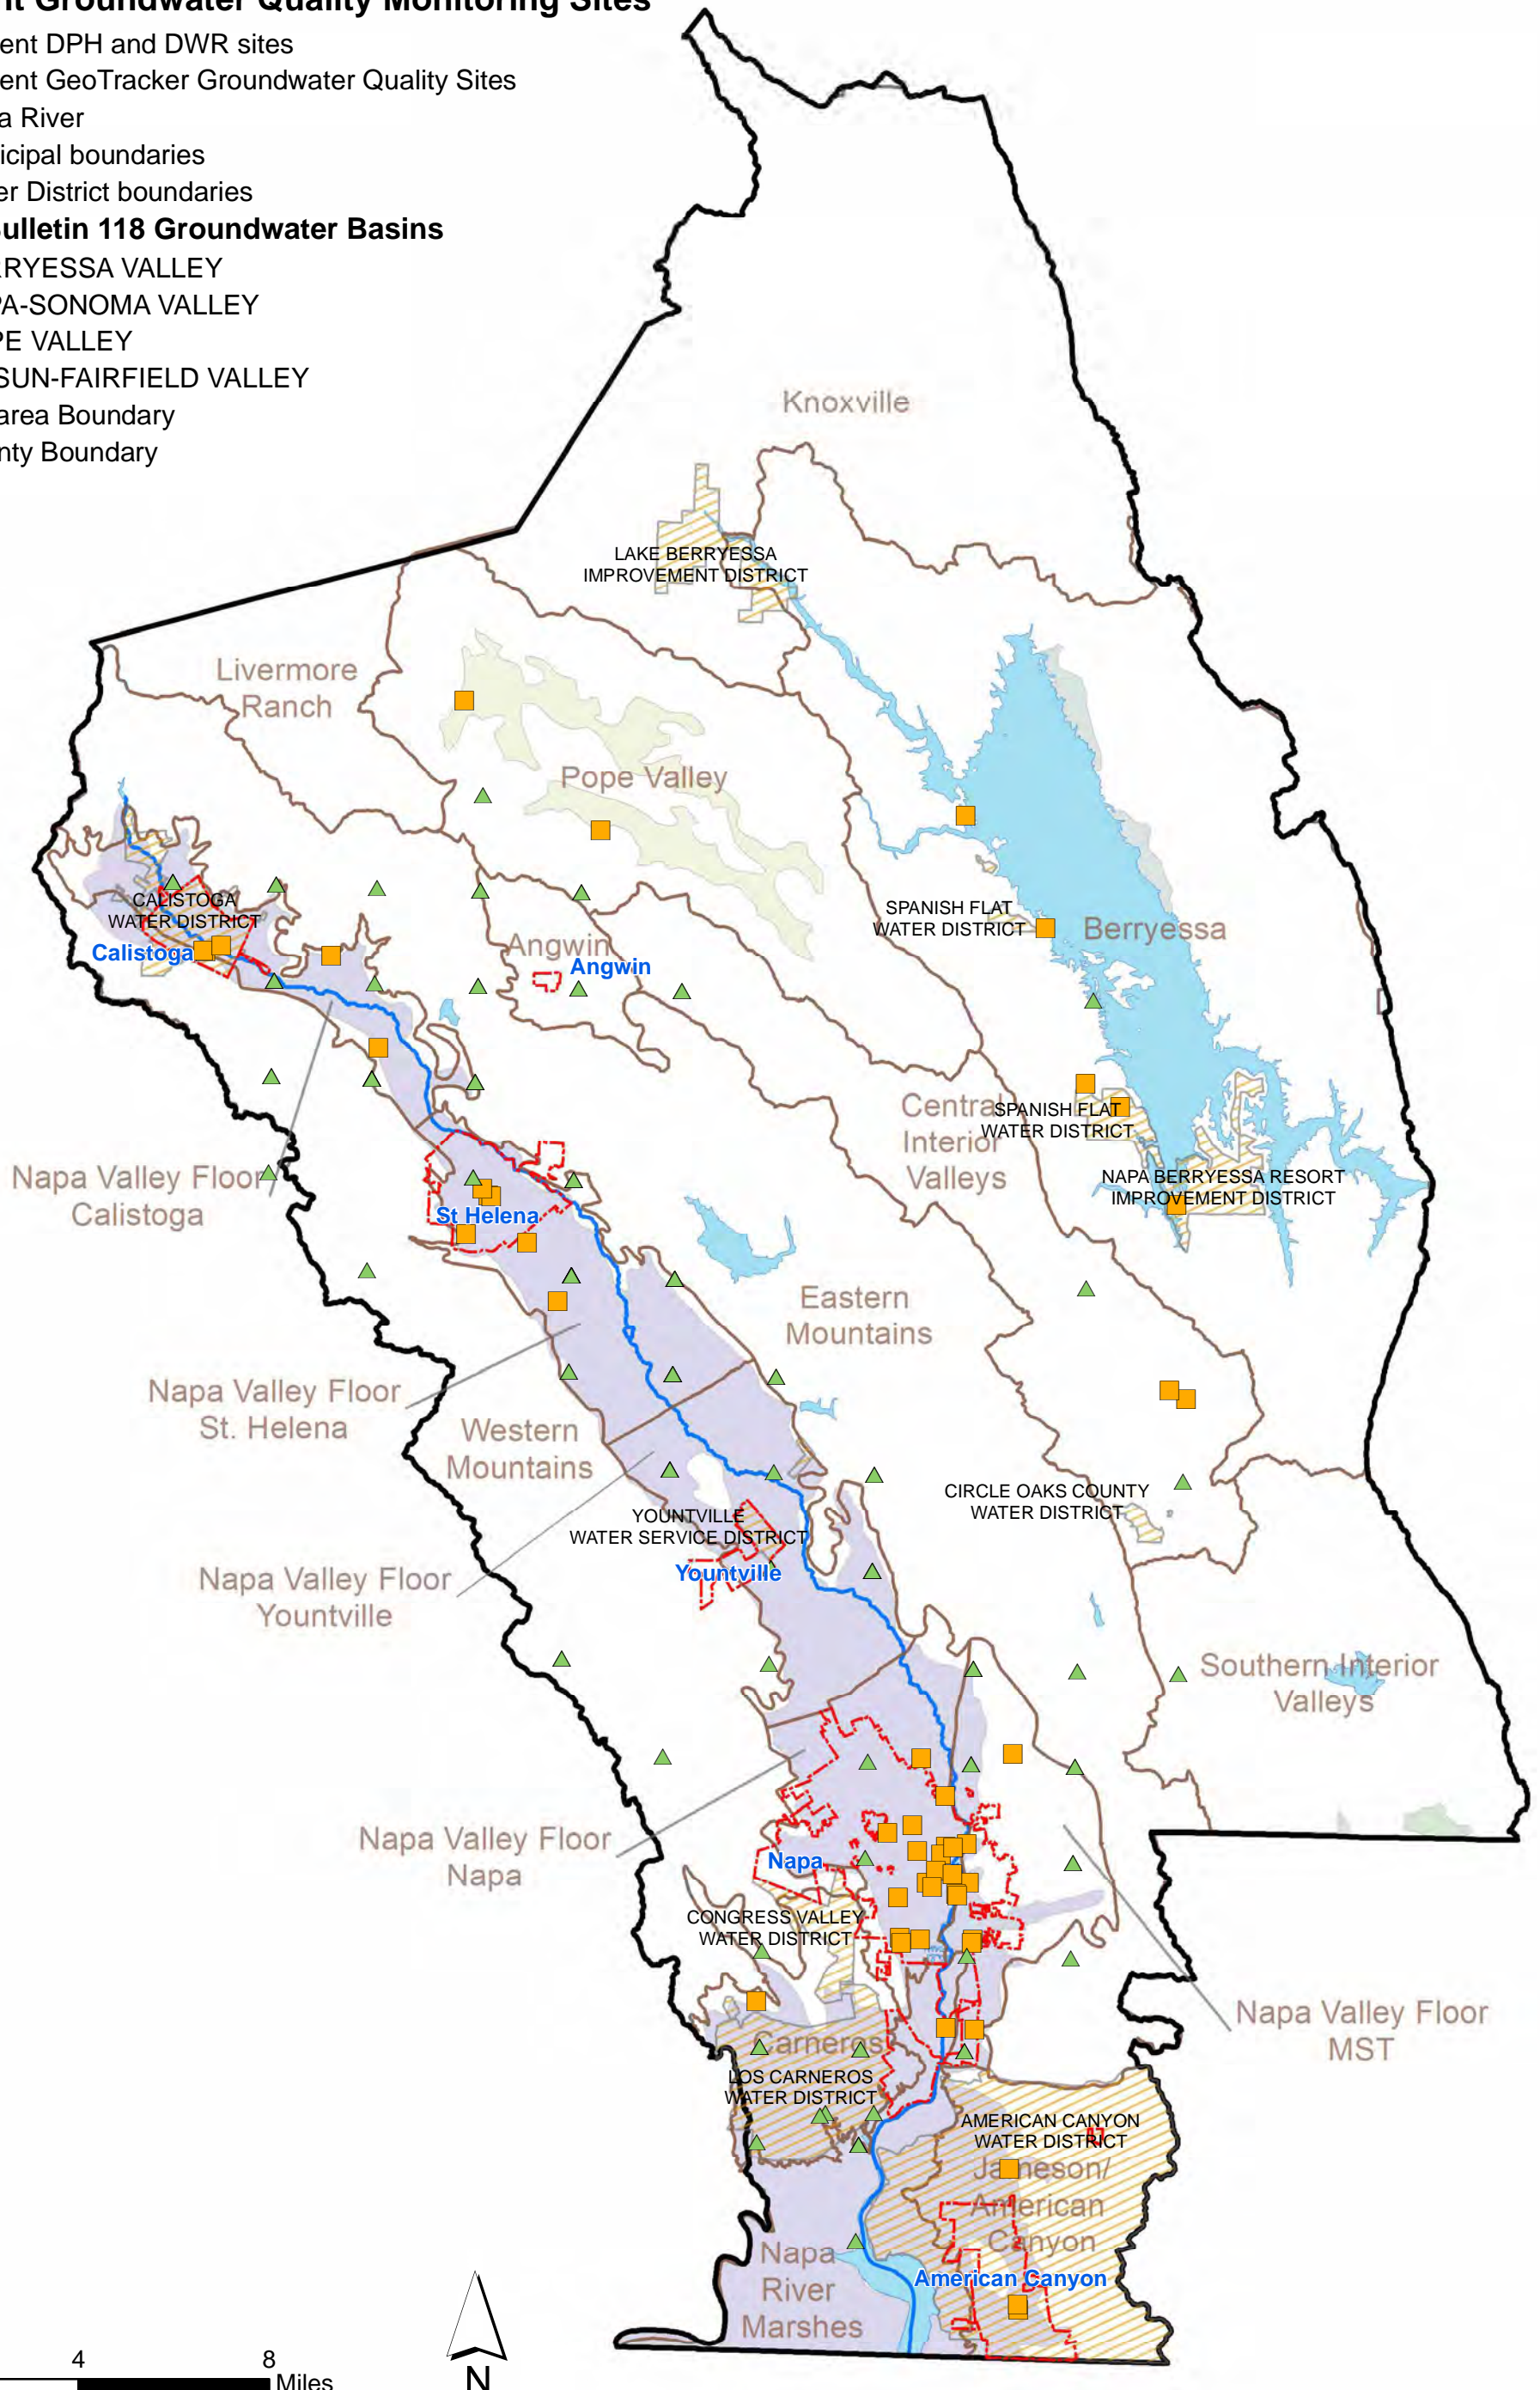 nt Groundwater Quality Monitoring Sites
ent DPH and DWR sites
ent GeoTracker Groundwater Quality Sites
a River
icipal boundaries
er District boundaries
Bulletin 118 Groundwater Basins
RRYESSA VALLEY
PA-SONOMA VALLEY
PE VALLEY
SUN-FAIRFIELD VALLEY
area Boundary
nty Boundary
Knoxville
LAKE BERRYESSA
IMPROVEMENT DISTRICT
Livermore
Ranch
Pope Valley
CALISTOGA
WATER DISTRICT
Calistoga
SPANISH FLAT
WATER DISTRICT
Berryessa
Angwin
Angwin
Central
Interior
Valleys
SPANISH FLAT
WATER DISTRICT
NAPA BERRYESSA RESORT
IMPROVEMENT DISTRICT
Napa Valley Floor
Calistoga
St Helena
Eastern
Mountains
Napa Valley Floor
St. Helena
Western
Mountains
CIRCLE OAKS COUNTY
WATER DISTRICT
YOUNTVILLE
WATER SERVICE DISTRICT
Yountville
Napa Valley Floor
Yountville
Southern Interior
Valleys
Napa Valley Floor
Napa
Napa
CONGRESS VALLEY
WATER DISTRICT
Napa Valley Floor
MST
Carneros
LOS CARNEROS
WATER DISTRICT
AMERICAN CANYON
WATER DISTRICT
Jameson/
American
Canyon
American Canyon
Napa
River
Marshes
4 8
Miles
N